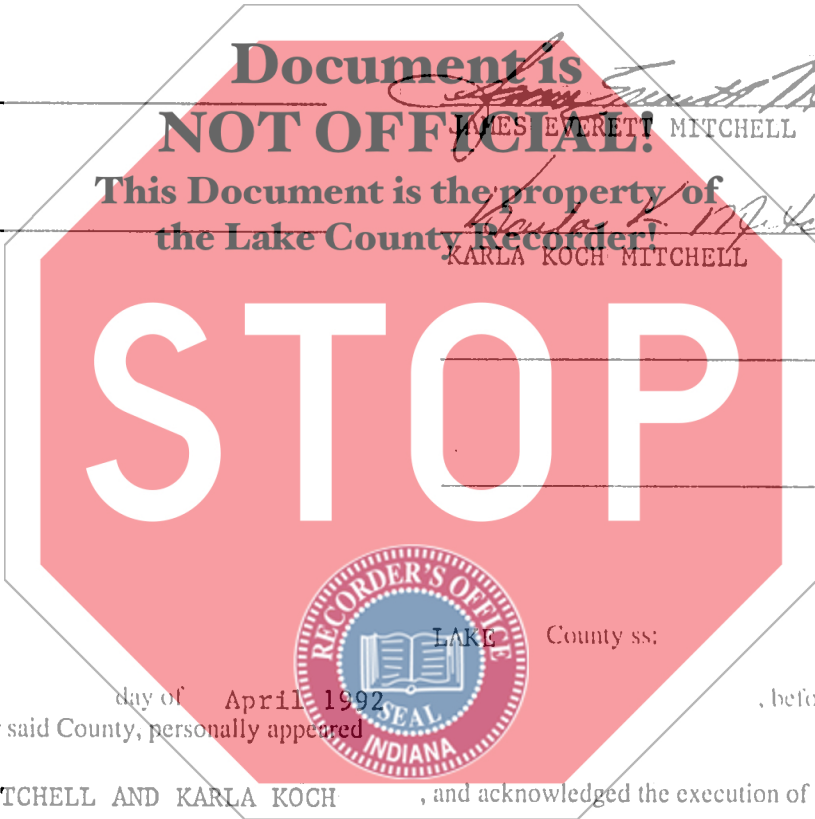 Document is
NOT OFFICIAL!
JAMES EVERETT MITCHELL
This Document is the property of
the Lake County Recorder!
KARLA KOCH MITCHELL
STOP
RECORDER'S OFFICE
LAKE County ss:
day of April 1992 , befo
SEAL
said County, personally appeared
INDIANA
TCHELL AND KARLA KOCH , and acknowledged the execution of